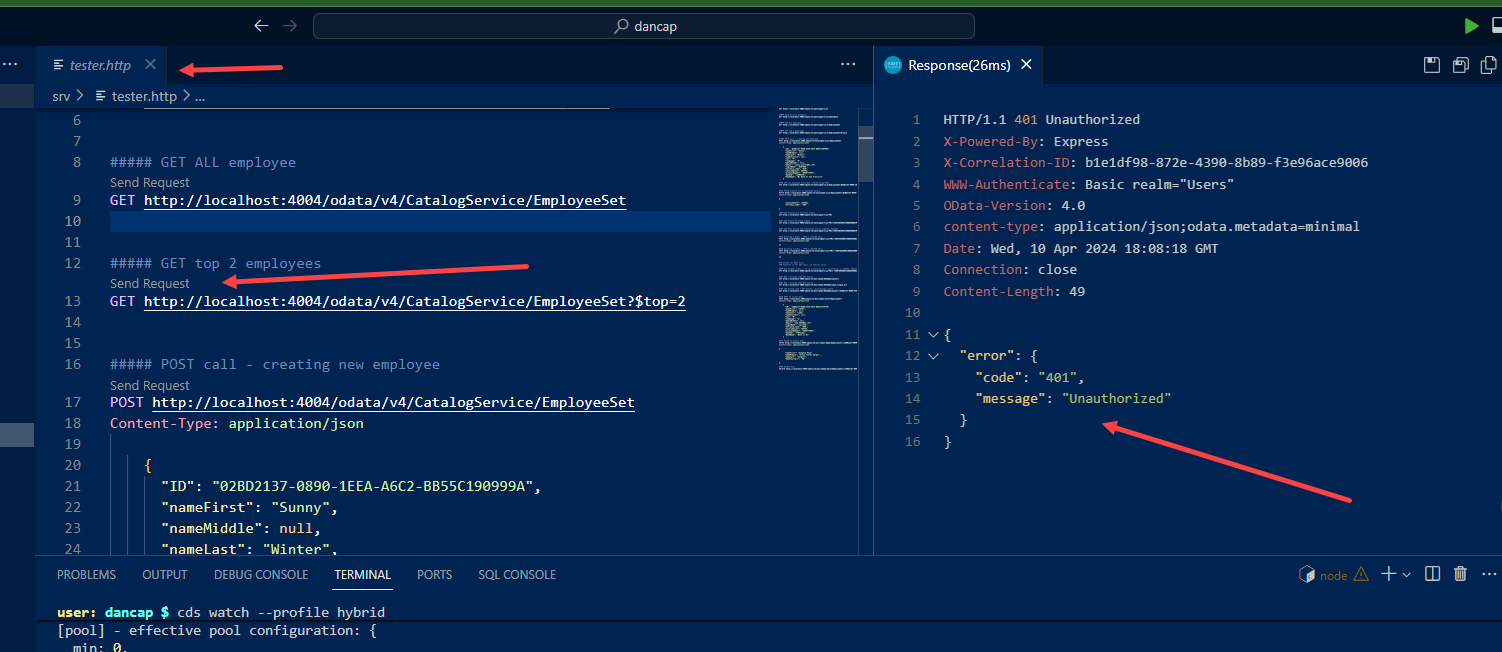 dancap
tester.http
srv > tester.http > ...
6
7
8 ##### GET ALL employee
Send Request
9 GET http://localhost:4004/odata/v4/CatalogService/EmployeeSet
10
11
12 ##### GET top 2 employees
Send Request
13 GET http://localhost:4004/odata/v4/CatalogService/EmployeeSet?$top=2
14
15
16 ##### POST call - creating new employee
Send Request
17 POST http://localhost:4004/odata/v4/CatalogService/EmployeeSet
18 Content-Type: application/json
19
20 {
21 "ID": "02BD2137-0890-1EEA-A6C2-BB55C190999A",
22 "nameFirst": "Sunny",
23 "nameMiddle": null,
24 "nameLast": "Winter",
Response(26ms)
1 HTTP/1.1 401 Unauthorized
2 X-Powered-By: Express
3 X-Correlation-ID: b1e1df98-872e-4390-8b89-f3e96ace9006
4 WWW-Authenticate: Basic realm="Users"
5 OData-Version: 4.0
6 content-type: application/json;odata.metadata=minimal
7 Date: Wed, 10 Apr 2024 18:08:18 GMT
8 Connection: close
9 Content-Length: 49
10
11 {
12 "error": {
13 "code": "401",
14 "message": "Unauthorized"
15 }
16 }
PROBLEMS OUTPUT DEBUG CONSOLE TERMINAL PORTS SQL CONSOLE
node
user: dancap $ cds watch --profile hybrid
[pool] - effective pool configuration: {
min: 0,